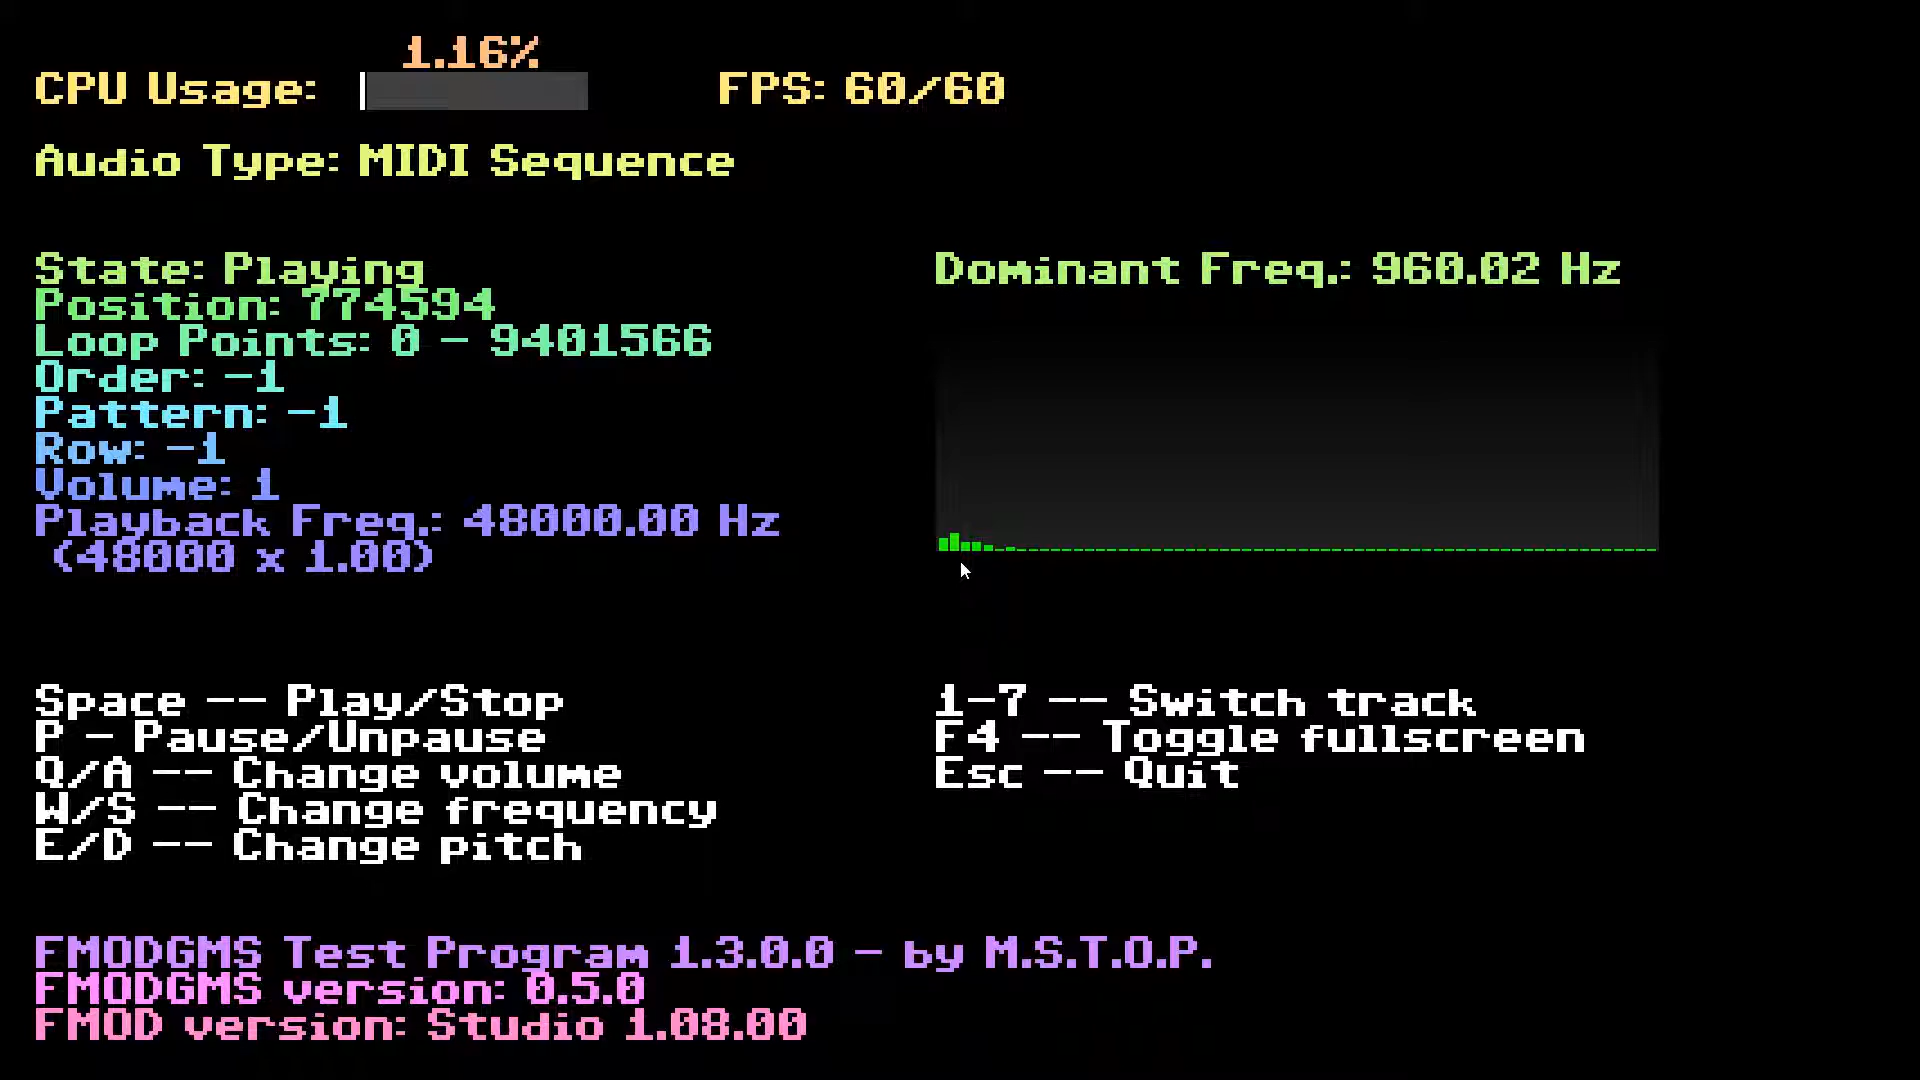 1.16%
CPU Usage: FPS: 60/60
Audio Type: MIDI Sequence
State: Playing
Position: 774594
Loop Points: 0 - 9401566
Order: -1
Pattern: -1
Row: -1
Volume: 1
Playback Freq.: 48000.00 Hz
(48000 x 1.00)
Dominant Freq.: 960.02 Hz
Space -- Play/Stop
P - Pause/Unpause
Q/A -- Change volume
W/S -- Change frequency
E/D -- Change pitch
1-7 -- Switch track
F4 -- Toggle fullscreen
Esc -- Quit
FMODGMS Test Program 1.3.0.0 - by M.S.T.O.P.
FMODGMS version: 0.5.0
FMOD version: Studio 1.08.00